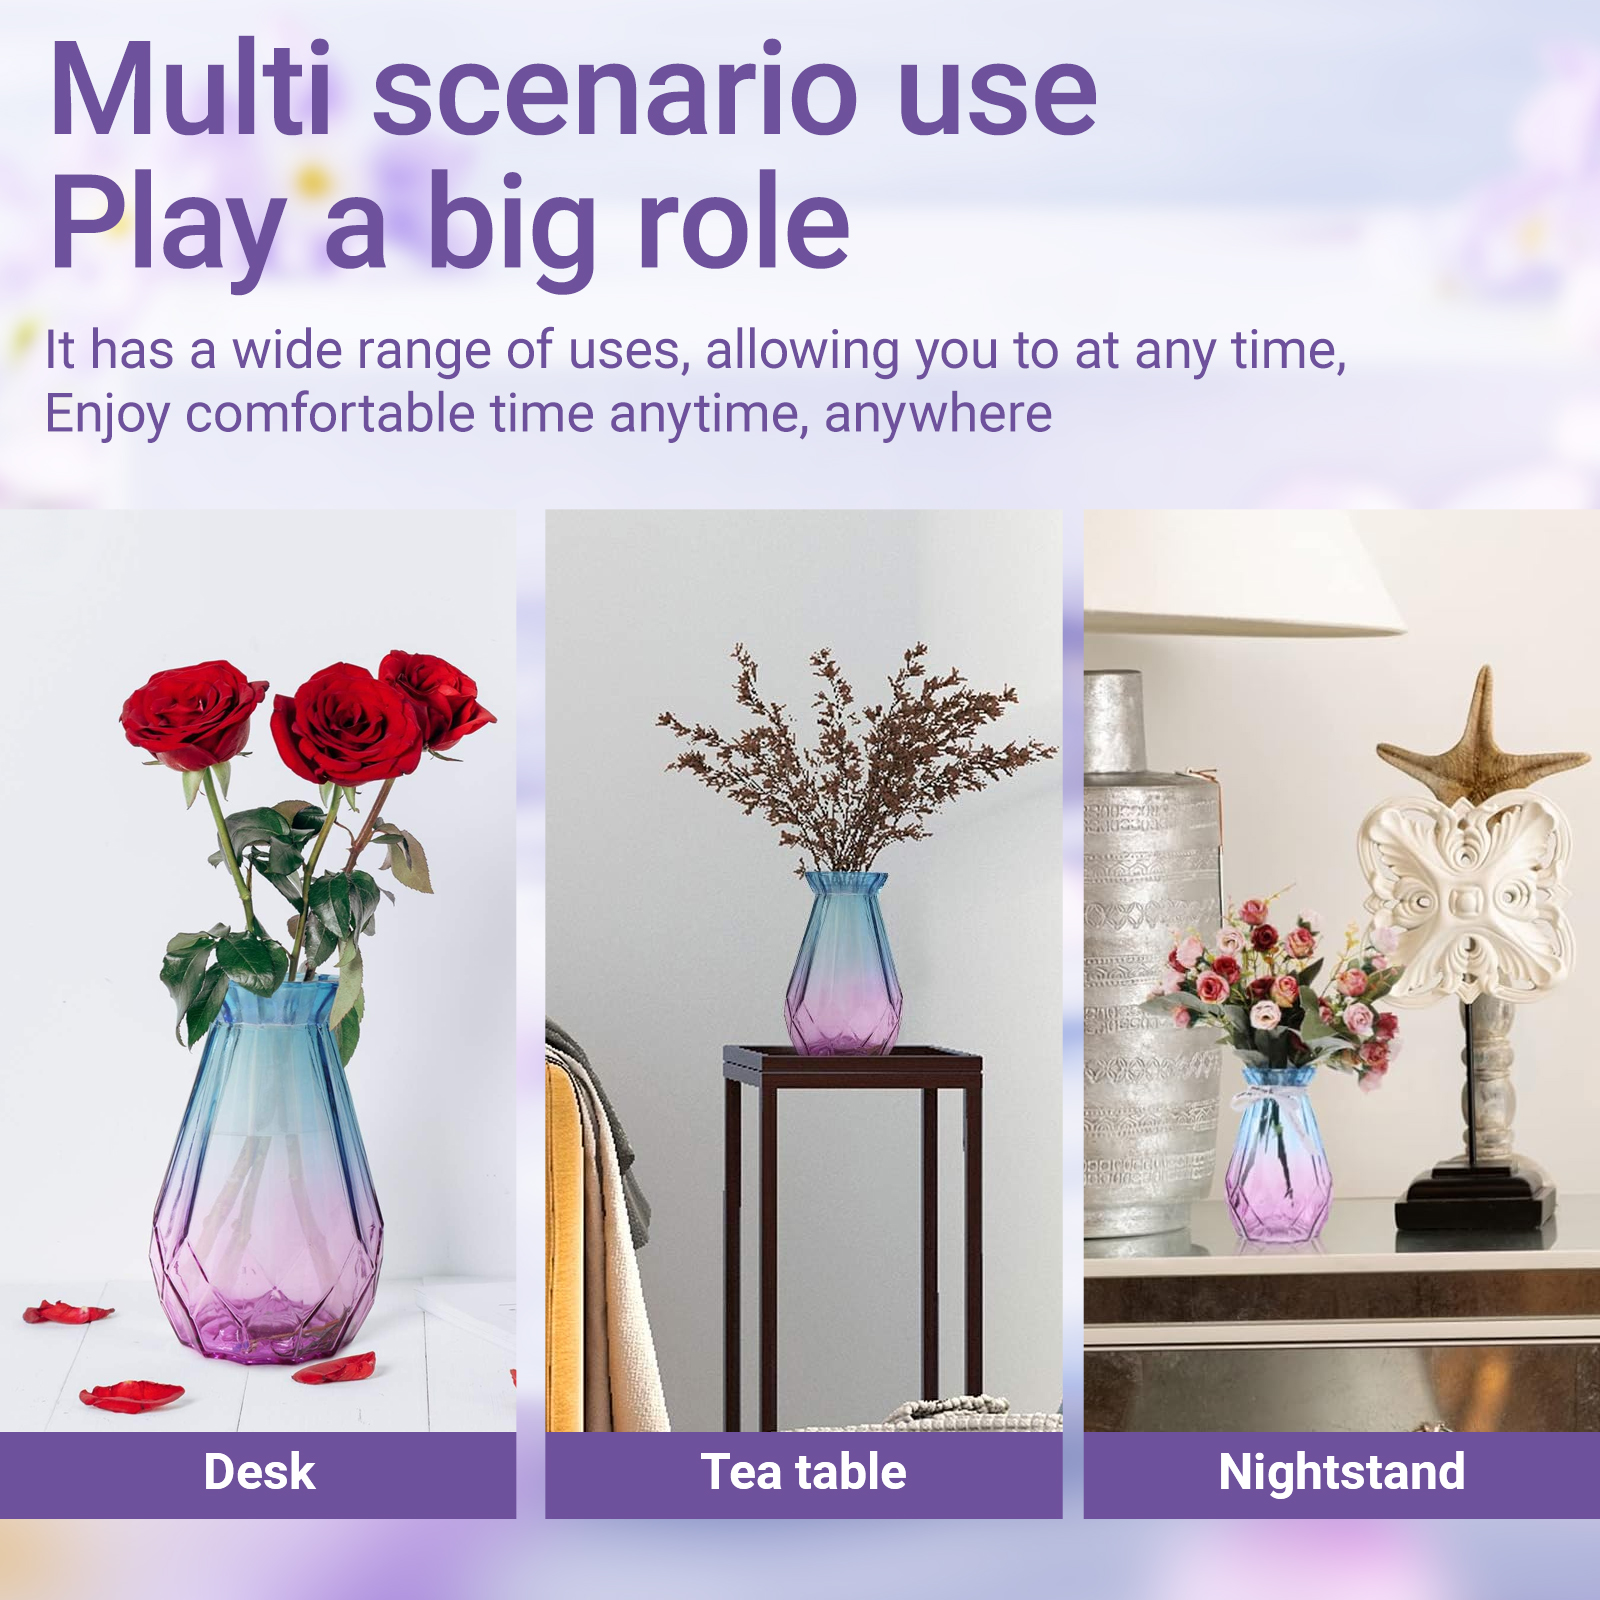 Multi scenario use
Play a big role
It has a wide range of uses, allowing you to at any time,
Enjoy comfortable time anytime, anywhere
Desk
Tea table
Nightstand